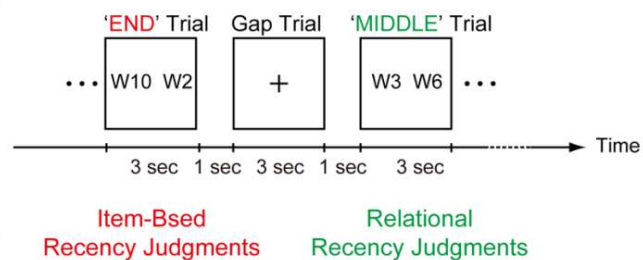 'END' Trial Gap Trial 'MIDDLE' Trial
... W10 W2 + W3 W6 ...
Time
3 sec 1 sec 3 sec 1 sec 3 sec
Item-Bsed Relational
Recency Judgments Recency Judgments